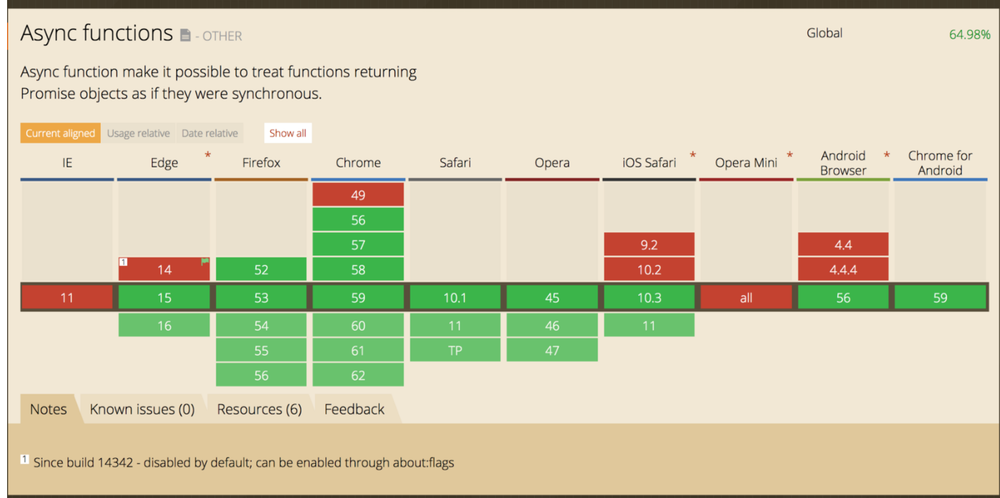 Async functions - OTHER
Global 64.98%
Async function make it possible to treat functions returning
Promise objects as if they were synchronous.
Current aligned Usage relative Date relative Show all
IE Edge * Firefox Chrome Safari Opera iOS Safari * Opera Mini * Android Browser * Chrome for Android
49
56
57 9.2 4.4
1 14 52 58 10.2 4.4.4
11 15 53 59 10.1 45 10.3 all 56 59
16 54 60 11 46 11
55 61 TP 47
56 62
Notes Known issues (0) Resources (6) Feedback
1 Since build 14342 - disabled by default; can be enabled through about:flags